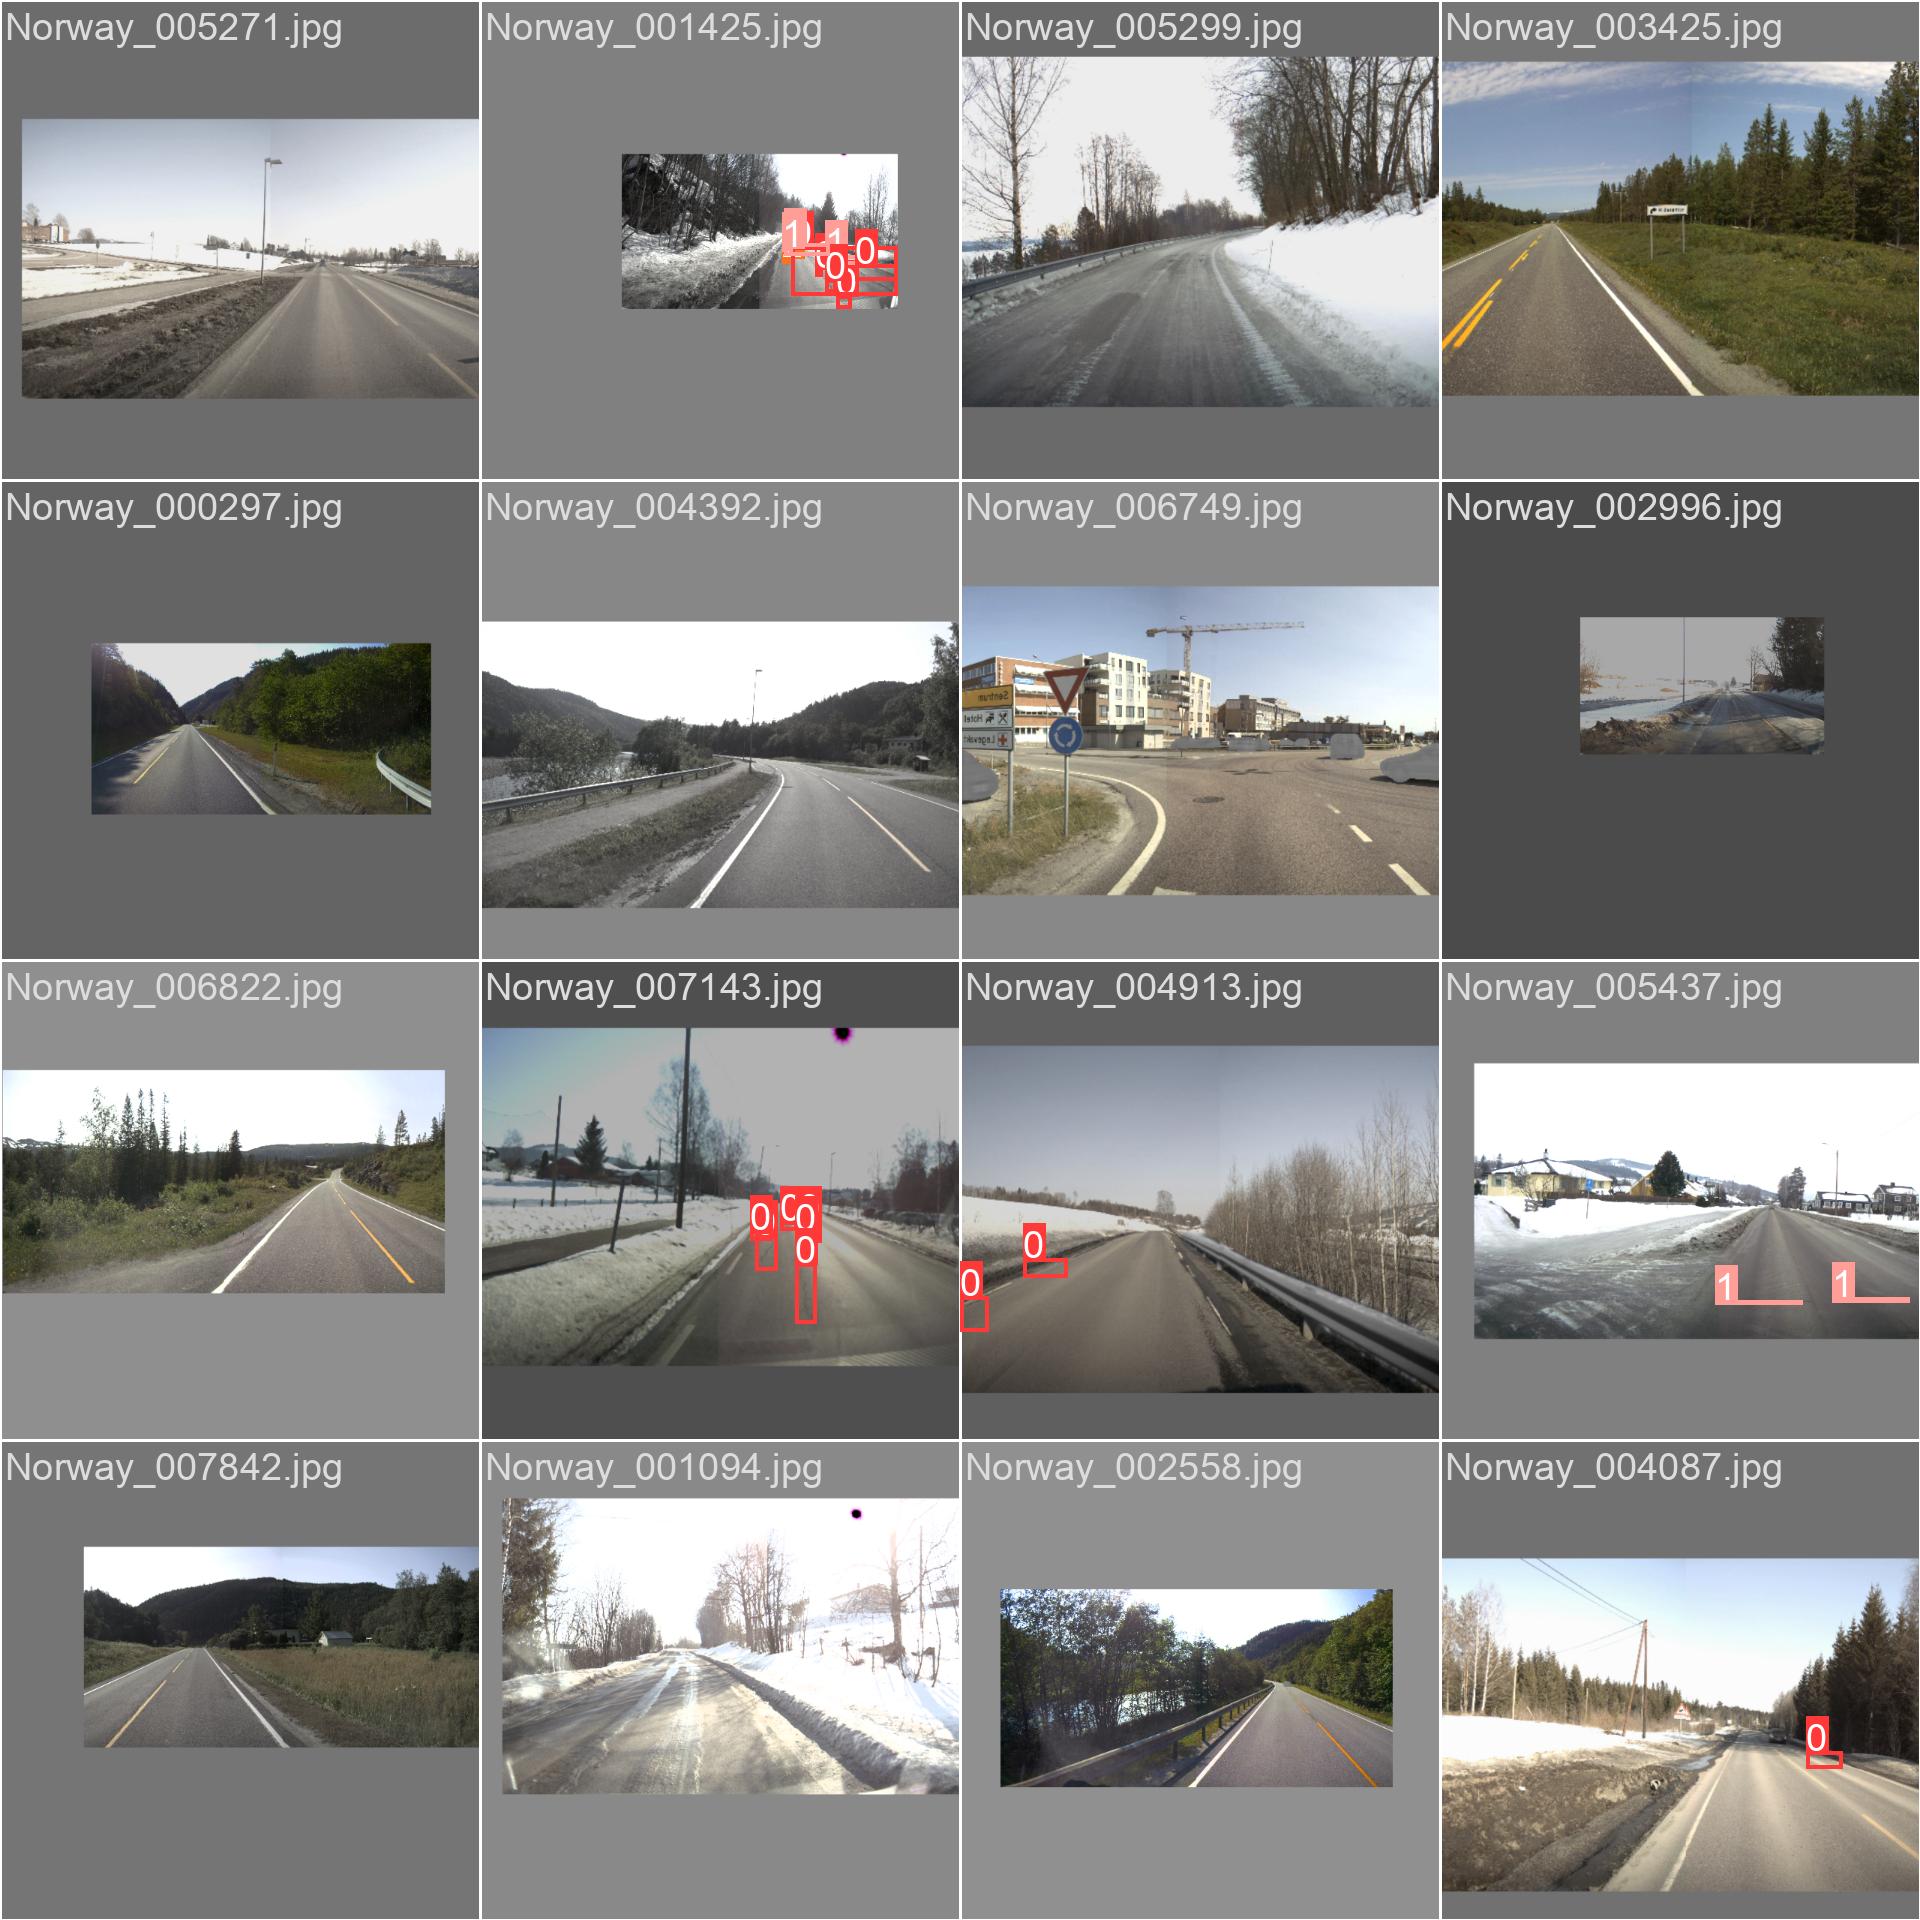 Norway_005271.jpg
Norway_001425.jpg
Norway_005299.jpg
Norway_003425.jpg
1
1
0
0
0
Norway_000297.jpg
Norway_004392.jpg
Norway_006749.jpg
Norway_002996.jpg
Sentrum
Hotel
Legevakt
Norway_006822.jpg
Norway_007143.jpg
Norway_004913.jpg
Norway_005437.jpg
0
0
0
0
0
0
1
1
Norway_007842.jpg
Norway_001094.jpg
Norway_002558.jpg
Norway_004087.jpg
0